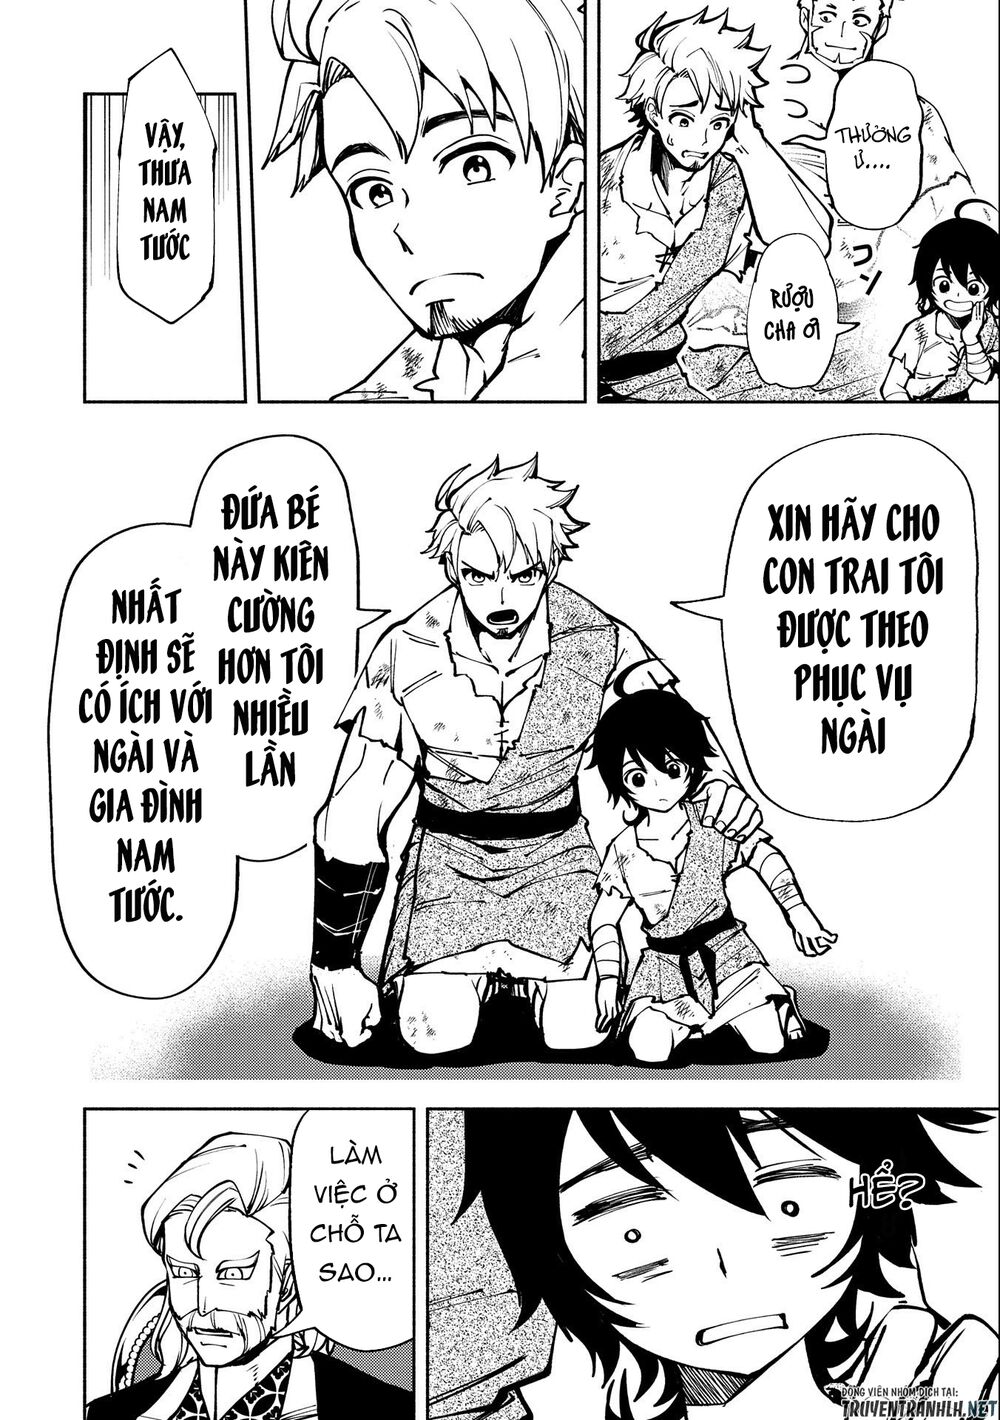 THƯỞNG
Ư....
RƯỢU
CHA ƠI
VẬY,
THƯA
NAM
TƯỚC
XIN HÃY CHO
CON TRAI TÔI
ĐƯỢC THEO
PHỤC VỤ
NGÀI
ĐỨA BÉ
NÀY KIÊN
CƯỜNG
HƠN TÔI
NHIỀU
LẦN
NHẤT
ĐỊNH SẼ
CÓ ÍCH VỚI
NGÀI VÀ
GIA ĐÌNH
NAM
TƯỚC.
HỂ?
LÀM
VIỆC Ở
CHỖ TA
SAO...
ĐỘNG VIÊN NHÓM DỊCH TẠI:
TRUYENTRANHLH.NET